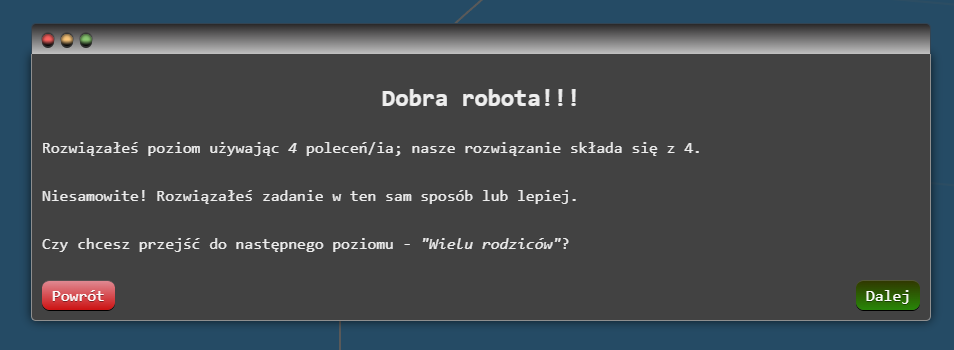 Dobra robota!!!
Rozwiązałeś poziom używając 4 poleceń/ia; nasze rozwiązanie składa się z 4.
Niesamowite! Rozwiązałeś zadanie w ten sam sposób lub lepiej.
Czy chcesz przejść do następnego poziomu - "Wielu rodziców"?
Powrót
Dalej